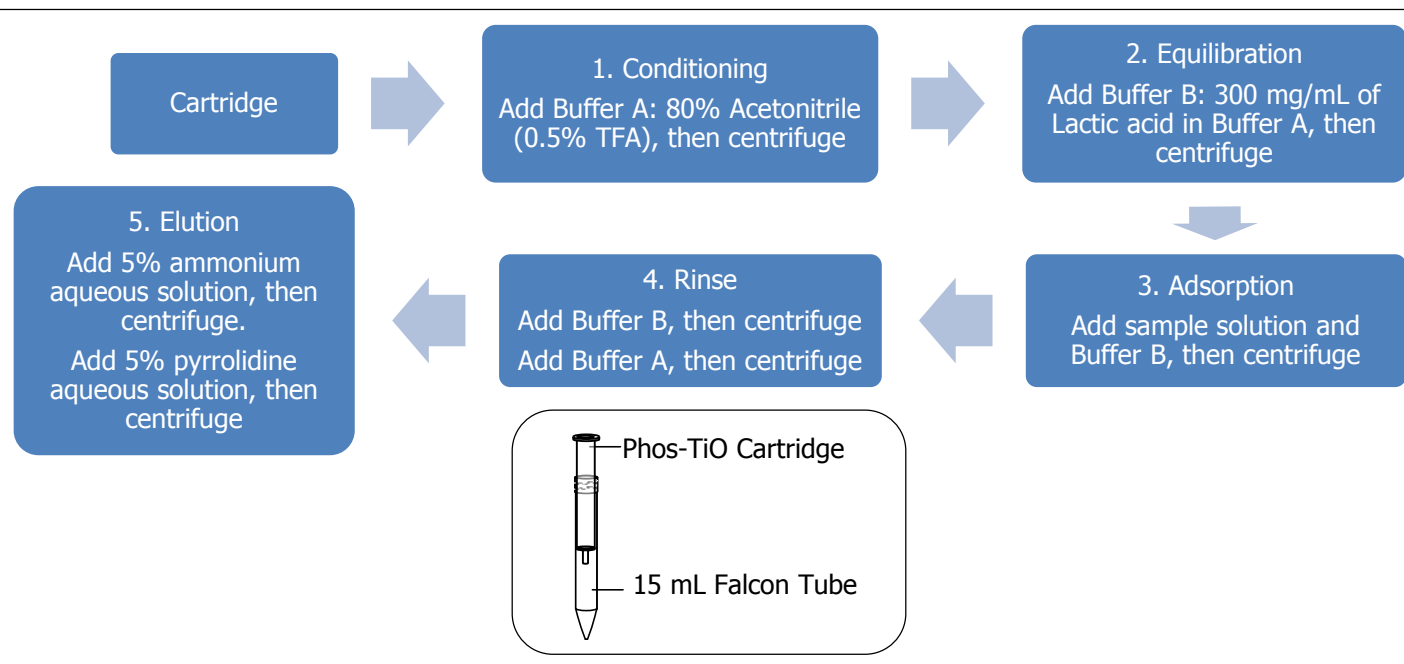 Cartridge
1. Conditioning
Add Buffer A: 80% Acetonitrile
(0.5% TFA), then centrifuge
2. Equilibration
Add Buffer B: 300 mg/mL of
Lactic acid in Buffer A, then
centrifuge
3. Adsorption
Add sample solution and
Buffer B, then centrifuge
4. Rinse
Add Buffer B, then centrifuge
Add Buffer A, then centrifuge
5. Elution
Add 5% ammonium
aqueous solution, then
centrifuge.
Add 5% pyrrolidine
aqueous solution, then
centrifuge
Phos-TiO Cartridge
15 mL Falcon Tube